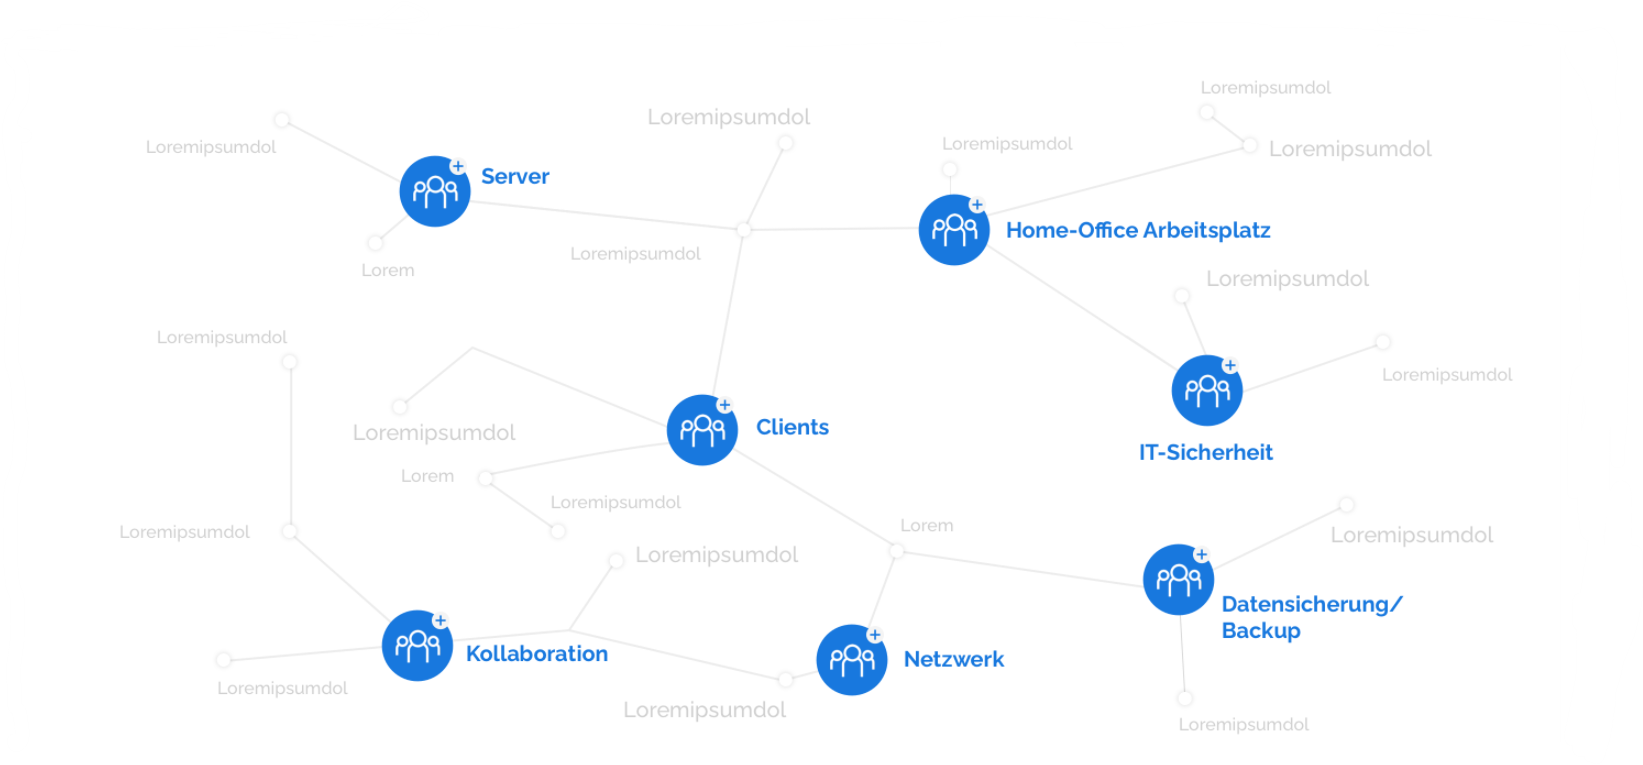 Loremipsumdol
Loremipsumdol
Loremipsumdol
Loremipsumdol
Loremipsumdol
Server
Home-Office Arbeitsplatz
Loremipsumdol
Lorem
Loremipsumdol
Loremipsumdol
Loremipsumdol
Clients
Loremipsumdol
IT-Sicherheit
Lorem
Loremipsumdol
Lorem
Loremipsumdol
Loremipsumdol
Loremipsumdol
Datensicherung/
Backup
Kollaboration
Netzwerk
Loremipsumdol
Loremipsumdol
Loremipsumdol